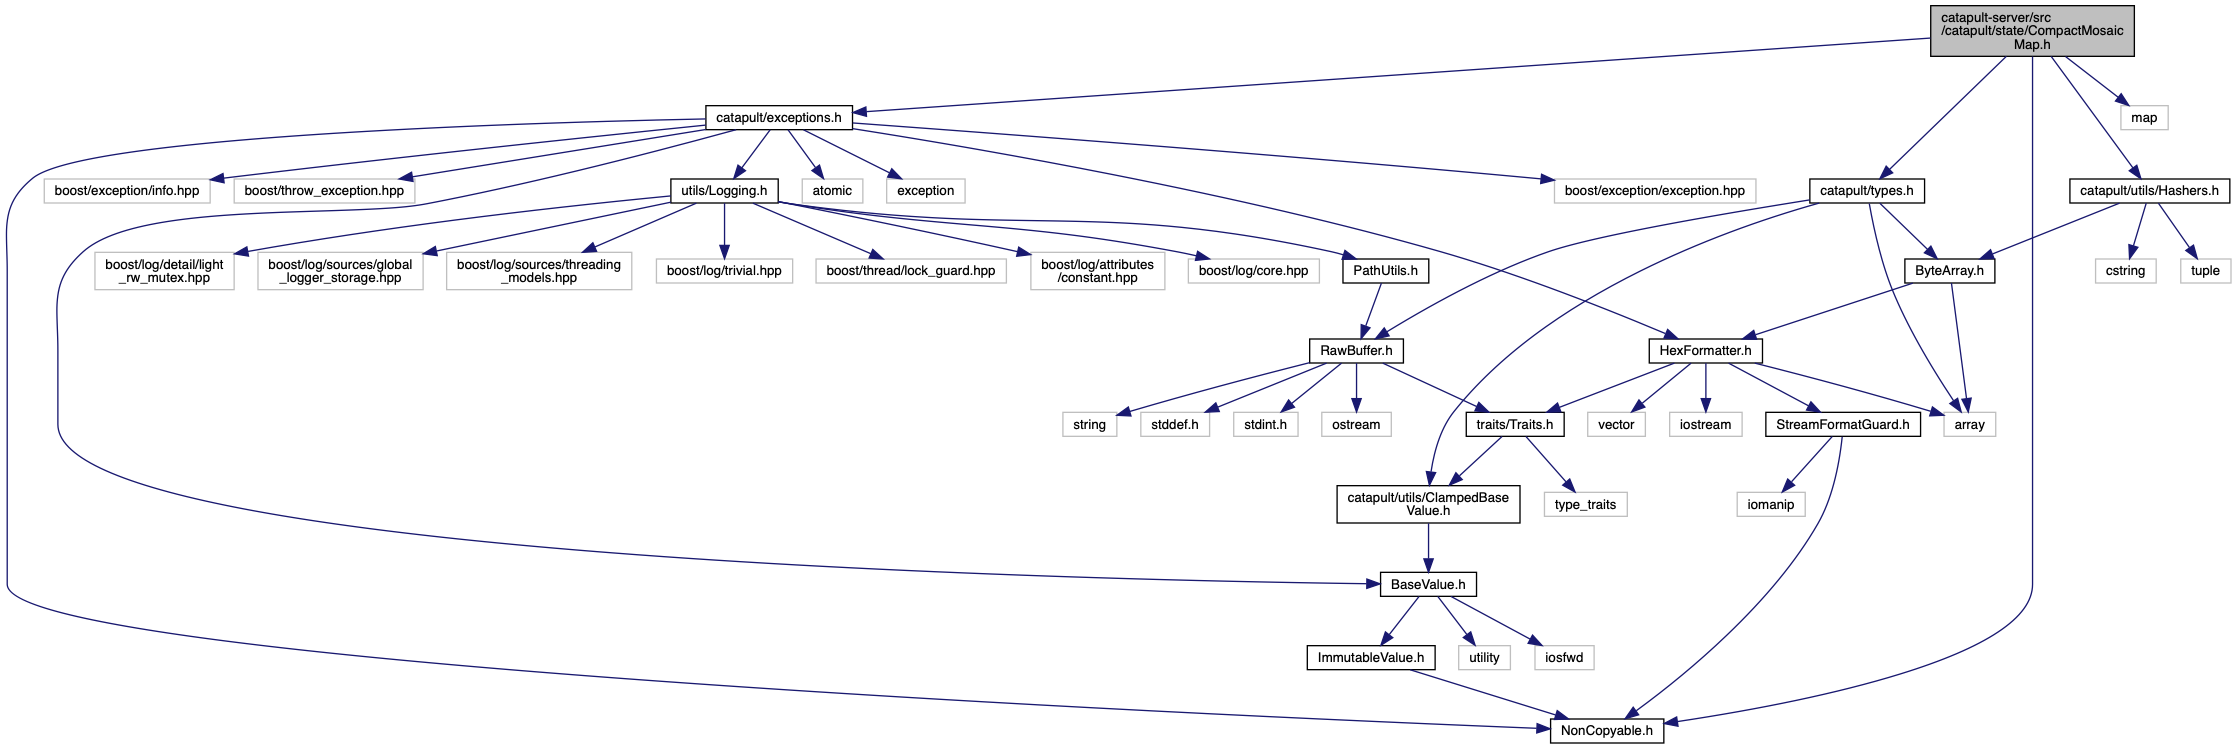 catapult-server/src
/catapult/state/CompactMosaic
Map.h
catapult/exceptions.h
map
boost/exception/info.hpp
boost/throw_exception.hpp
utils/Logging.h
atomic
exception
boost/exception/exception.hpp
catapult/types.h
catapult/utils/Hashers.h
boost/log/detail/light
_rw_mutex.hpp
boost/log/sources/global
_logger_storage.hpp
boost/log/sources/threading
_models.hpp
boost/log/trivial.hpp
boost/thread/lock_guard.hpp
boost/log/attributes
/constant.hpp
boost/log/core.hpp
PathUtils.h
ByteArray.h
cstring
tuple
RawBuffer.h
HexFormatter.h
string
stddef.h
stdint.h
ostream
traits/Traits.h
vector
iostream
StreamFormatGuard.h
array
catapult/utils/ClampedBase
Value.h
type_traits
iomanip
BaseValue.h
ImmutableValue.h
utility
iosfwd
NonCopyable.h